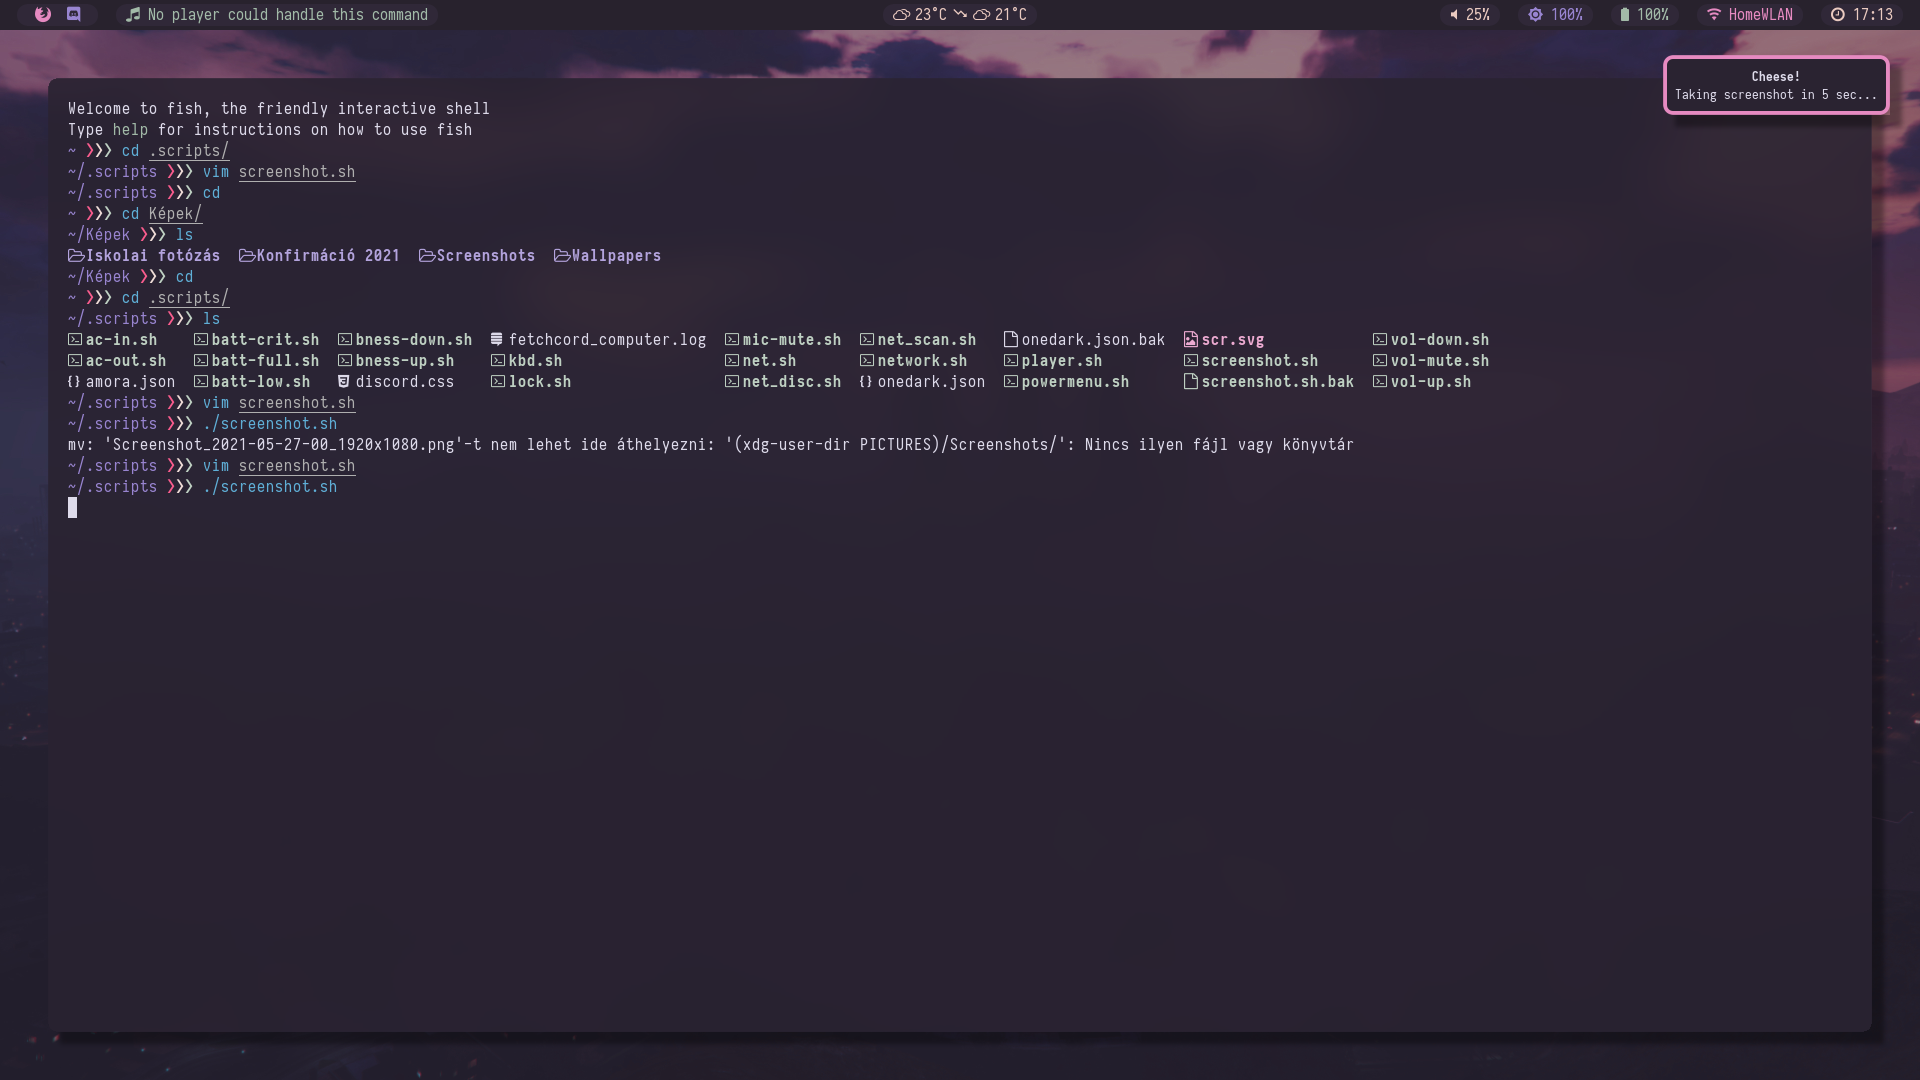 No player could handle this command
23°C 21°C
25% 100% 100% HomeWLAN 17:13
Cheese!
Taking screenshot in 5 sec...
Welcome to fish, the friendly interactive shell
Type help for instructions on how to use fish
~ ❯❯❯ cd .scripts/
~/.scripts ❯❯❯ vim screenshot.sh
~/.scripts ❯❯❯ cd
~ ❯❯❯ cd Képek/
~/Képek ❯❯❯ ls
Iskolai fotózás Konfirmáció 2021 Screenshots Wallpapers
~/Képek ❯❯❯ cd
~ ❯❯❯ cd .scripts/
~/.scripts ❯❯❯ ls
ac-in.sh batt-crit.sh bness-down.sh fetchcord_computer.log mic-mute.sh net_scan.sh onedark.json.bak scr.svg vol-down.sh
ac-out.sh batt-full.sh bness-up.sh kbd.sh net.sh network.sh player.sh screenshot.sh vol-mute.sh
amora.json batt-low.sh discord.css lock.sh net_disc.sh onedark.json powermenu.sh screenshot.sh.bak vol-up.sh
~/.scripts ❯❯❯ vim screenshot.sh
~/.scripts ❯❯❯ ./screenshot.sh
mv: 'Screenshot_2021-05-27-00_1920x1080.png'-t nem lehet ide áthelyezni: '(xdg-user-dir PICTURES)/Screenshots/': Nincs ilyen fájl vagy könyvtár
~/.scripts ❯❯❯ vim screenshot.sh
~/.scripts ❯❯❯ ./screenshot.sh